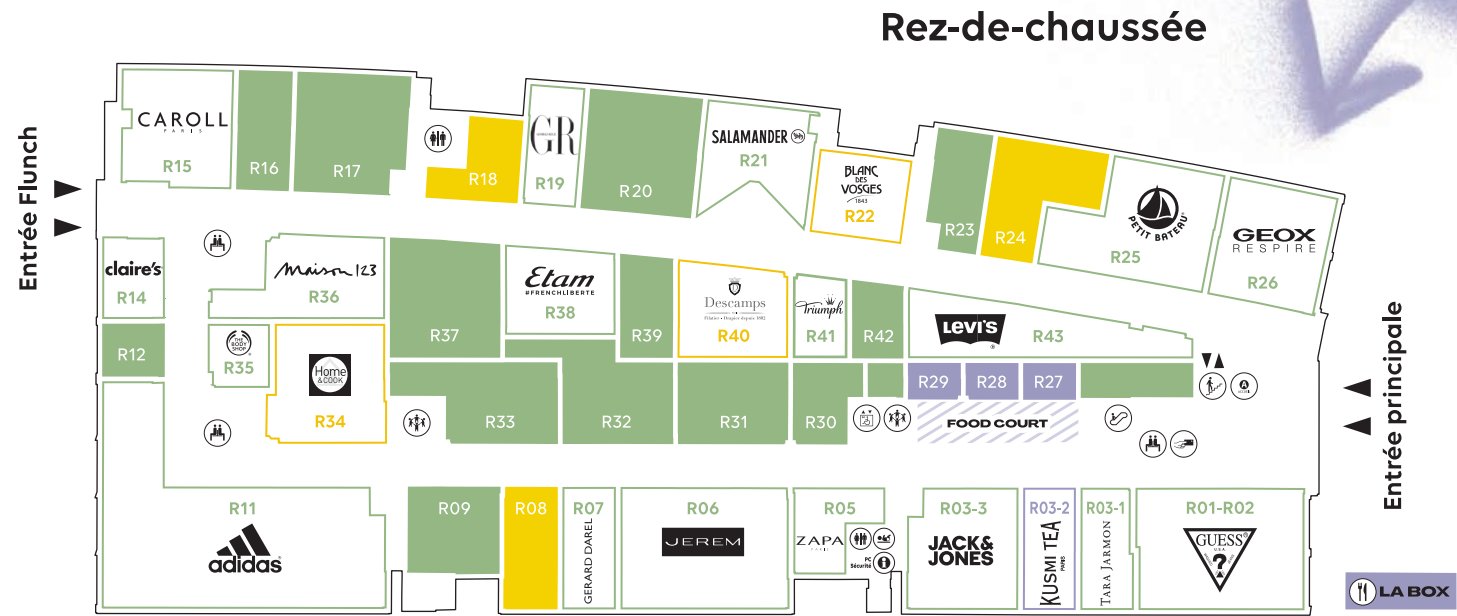 Rez-de-chaussée
Entrée Flunch
CAROLL
PARIS
R15
R16
R17
R18
GR
R19
R20
SALAMANDER
R21
BLANC
DES
VOSGES
1843
R22
R23
R24
PETIT BATEAU
R25
GEOX
RESPIRE
R26
claire's
R14
Maison 123
R36
R37
Etam
#FRENCHLIBERTE
R38
R39
Descamps
R40
Triumph
R41
R42
LEVI'S
R43
R12
THE
BODY
SHOP
R35
Home
&COOK
R34
R33
R32
R31
R30
R29
R28
R27
FOOD COURT
Entrée principale
R11
adidas
R09
R08
R07
GERARD DAREL
R06
JEREM
R05
ZAPA
PARIS
PC
Sécurité
R03-3
JACK&
JONES
R03-2
KUSMI TEA
PARIS
R03-1
TARA JARMON
R01-R02
GUESS
U.S.A.
?
LA BOX